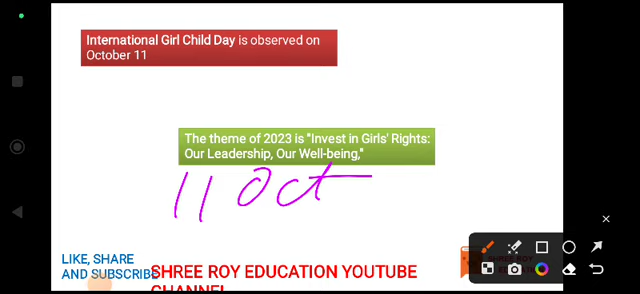 International Girl Child Day is observed on
October 11
The theme of 2023 is "Invest in Girls' Rights:
Our Leadership, Our Well-being,"
11 Oct
LIKE, SHARE
AND SUBSCRIBE
SHREE ROY EDUCATION YOUTUBE
CHANNEL